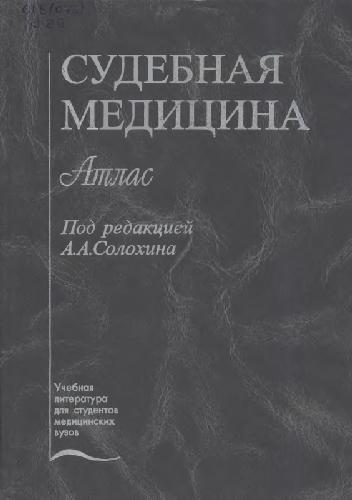 СУДЕБНАЯ
МЕДИЦИНА
Атлас
Под редакцией
А.А.Солохина
Учебная
литература
для студентов
медицинских
вузов